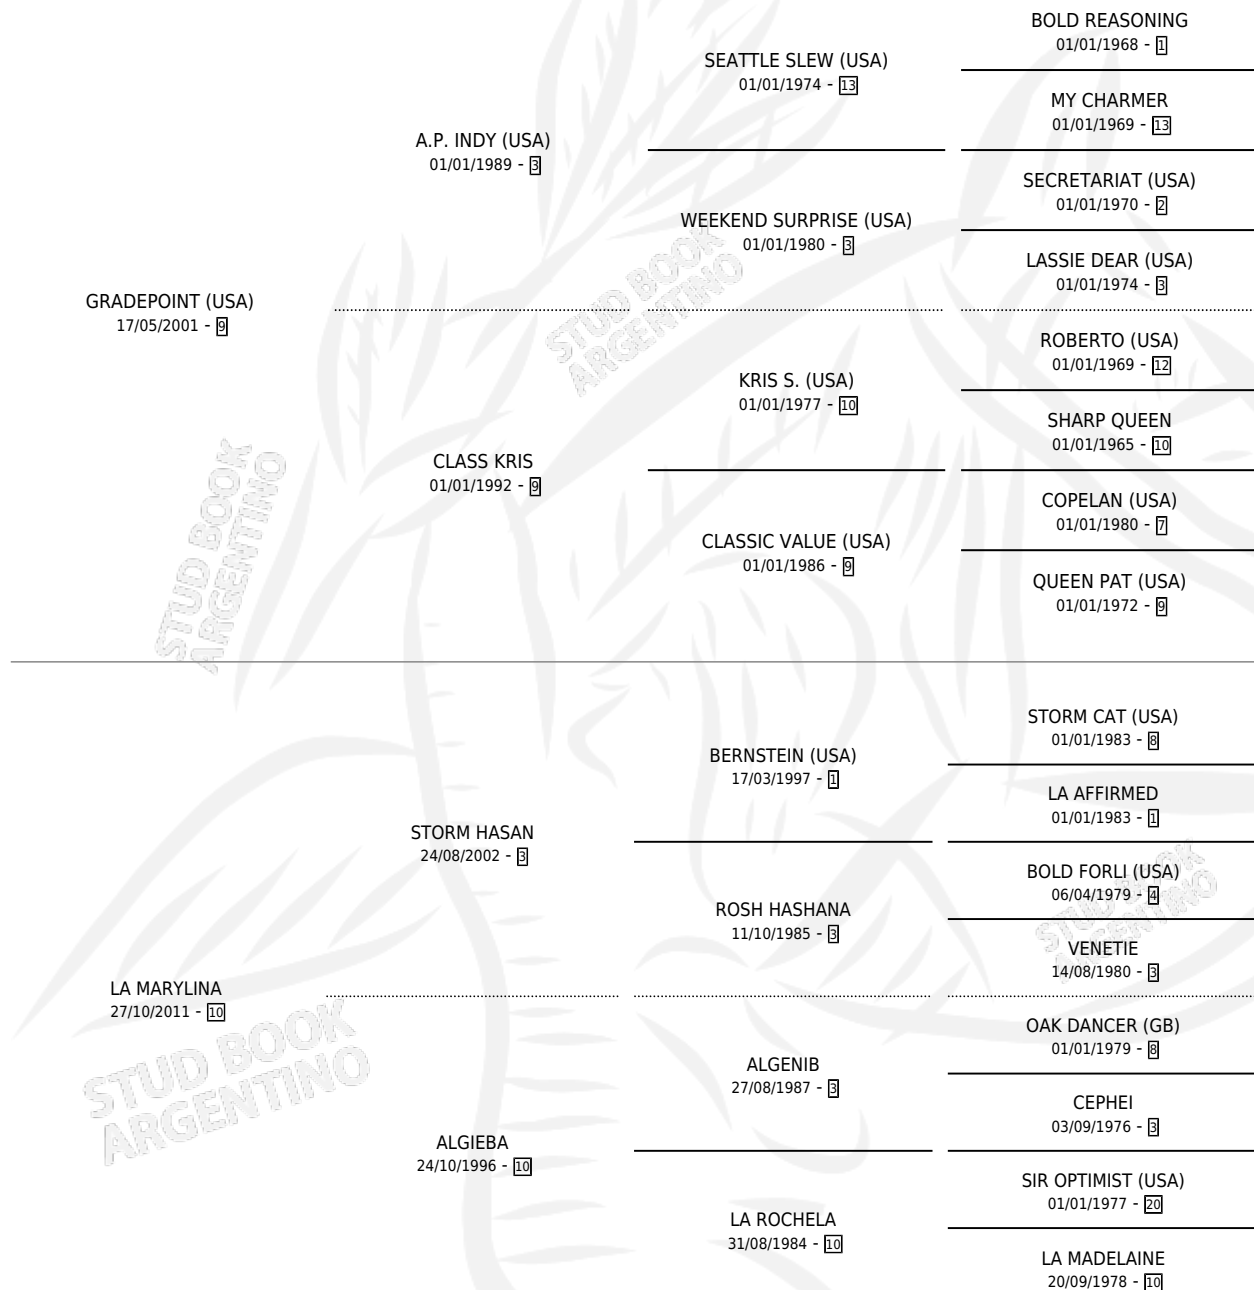 BOLD REASONING
01/01/1968 - 1
SEATTLE SLEW (USA)
01/01/1974 - 13
MY CHARMER
01/01/1969 - 13
A.P. INDY (USA)
01/01/1989 - 3
SECRETARIAT (USA)
01/01/1970 - 2
WEEKEND SURPRISE (USA)
01/01/1980 - 3
LASSIE DEAR (USA)
01/01/1974 - 3
GRADEPOINT (USA)
17/05/2001 - 9
STUD BOOK
ARGENTINO
ROBERTO (USA)
01/01/1969 - 12
KRIS S. (USA)
01/01/1977 - 10
SHARP QUEEN
01/01/1965 - 10
CLASS KRIS
01/01/1992 - 9
COPELAN (USA)
01/01/1980 - 7
CLASSIC VALUE (USA)
01/01/1986 - 9
QUEEN PAT (USA)
01/01/1972 - 9
STUD BOOK
ARGENTINO
STORM CAT (USA)
01/01/1983 - 8
BERNSTEIN (USA)
17/03/1997 - 1
LA AFFIRMED
01/01/1983 - 1
STORM HASAN
24/08/2002 - 3
BOLD FORLI (USA)
06/04/1979 - 4
ROSH HASHANA
11/10/1985 - 3
STUD BOOK
ARGENTINO
VENETIE
14/08/1980 - 3
LA MARYLINA
27/10/2011 - 10
STUD BOOK
ARGENTINO
OAK DANCER (GB)
01/01/1979 - 8
ALGENIB
27/08/1987 - 3
CEPHEI
03/09/1976 - 3
ALGIEBA
24/10/1996 - 10
SIR OPTIMIST (USA)
01/01/1977 - 20
LA ROCHELA
31/08/1984 - 10
LA MADELAINE
20/09/1978 - 10